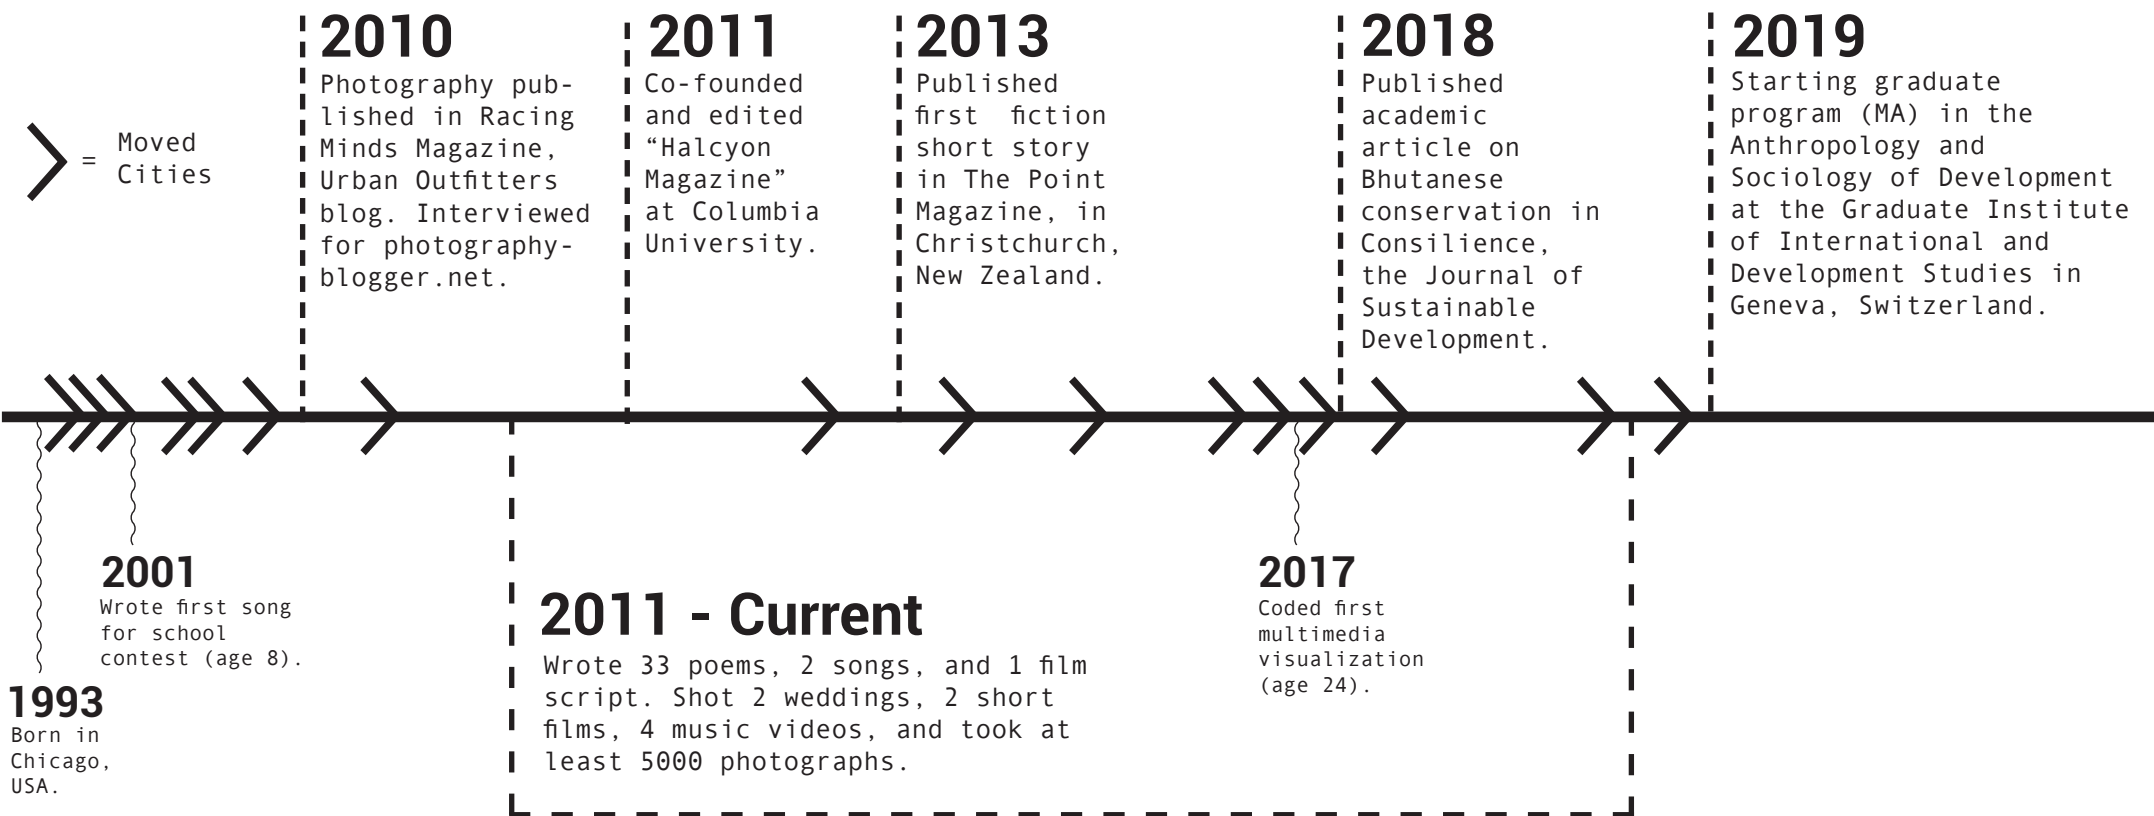 = Moved
Cities
2010
Photography pub-
lished in Racing
Minds Magazine,
Urban Outfitters
blog. Interviewed
for photography-
blogger.net.
2011
Co-founded
and edited
“Halcyon
Magazine”
at Columbia
University.
2013
Published
first fiction
short story
in The Point
Magazine, in
Christchurch,
New Zealand.
2018
Published
academic
article on
Bhutanese
conservation in
Consilience,
the Journal of
Sustainable
Development.
2019
Starting graduate
program (MA) in the
Anthropology and
Sociology of Development
at the Graduate Institute
of International and
Development Studies in
Geneva, Switzerland.
1993
Born in
Chicago,
USA.
2001
Wrote first song
for school
contest (age 8).
2011 - Current
Wrote 33 poems, 2 songs, and 1 film
script. Shot 2 weddings, 2 short
films, 4 music videos, and took at
least 5000 photographs.
2017
Coded first
multimedia
visualization
(age 24).